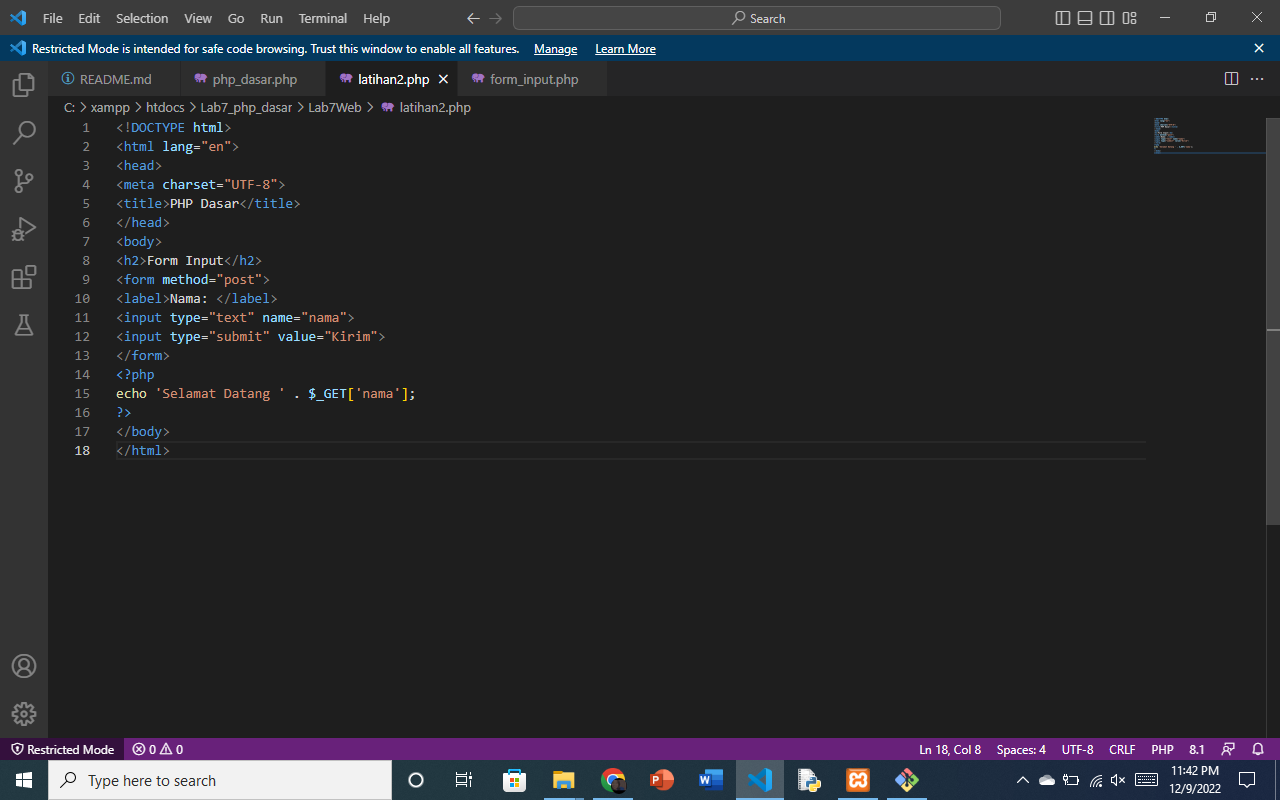 File Edit Selection View Go Run Terminal Help Search
Restricted Mode is intended for safe code browsing. Trust this window to enable all features. Manage Learn More
README.md php_dasar.php latihan2.php form_input.php
C: > xampp > htdocs > Lab7_php_dasar > Lab7Web > latihan2.php
1 <!DOCTYPE html>
2 <html lang="en">
3 <head>
4 <meta charset="UTF-8">
5 <title>PHP Dasar</title>
6 </head>
7 <body>
8 <h2>Form Input</h2>
9 <form method="post">
10 <label>Nama: </label>
11 <input type="text" name="nama">
12 <input type="submit" value="Kirim">
13 </form>
14 <?php
15 echo 'Selamat Datang ' . $_GET['nama'];
16 ?>
17 </body>
18 </html>
Restricted Mode 0 0 Ln 18, Col 8 Spaces: 4 UTF-8 CRLF PHP 8.1
Type here to search
11:42 PM
12/9/2022